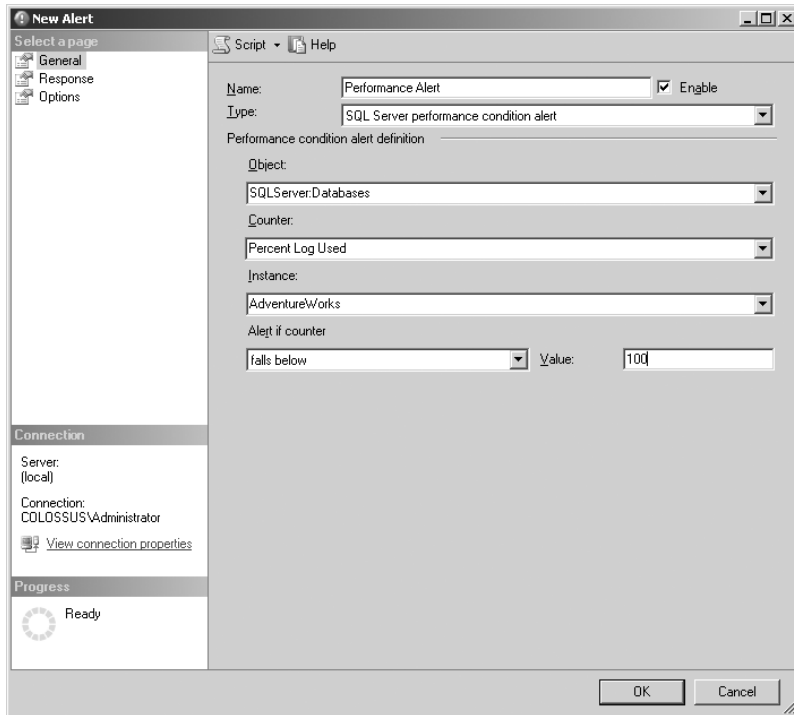 New Alert
Select a page
General
Response
Options
Script
Help
Name:
Performance Alert
Enable
Type:
SQL Server performance condition alert
Performance condition alert definition
Object:
SQLServer:Databases
Counter:
Percent Log Used
Instance:
AdventureWorks
Alert if counter
falls below
Value:
100
Connection
Server:
(local)
Connection:
COLOSSUS\Administrator
View connection properties
Progress
Ready
OK
Cancel